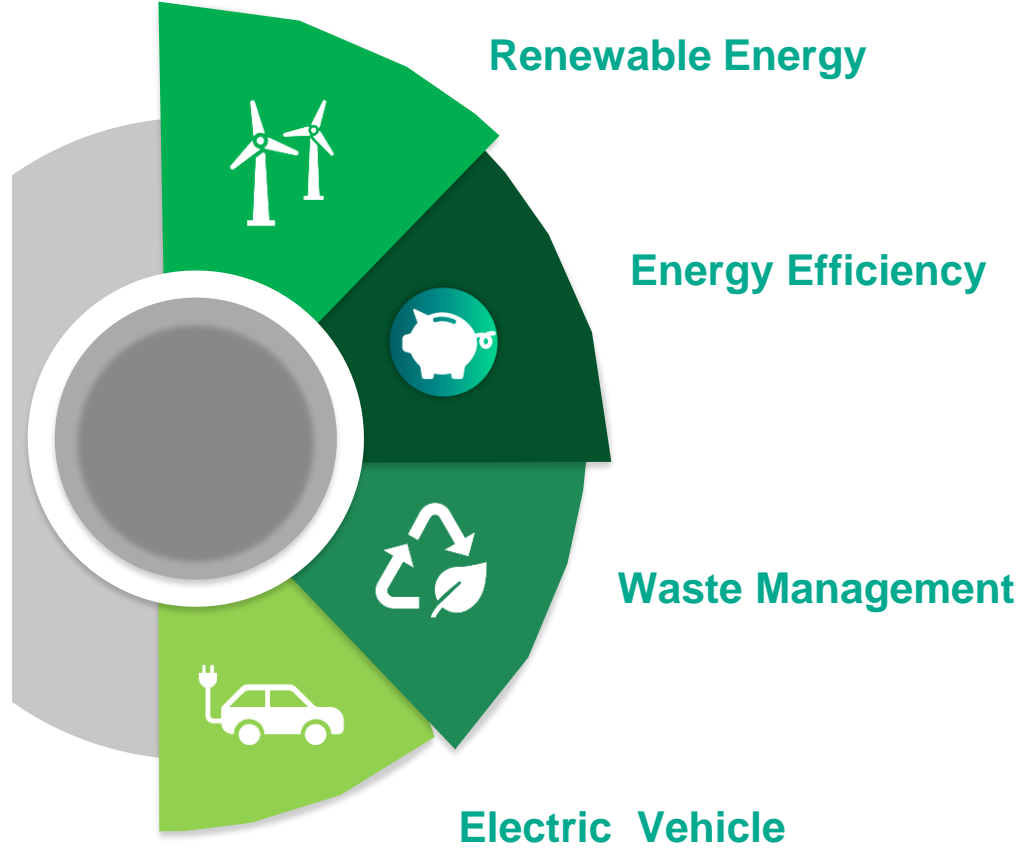 Renewable Energy
Energy Efficiency
Waste Management
Electric  Vehicle